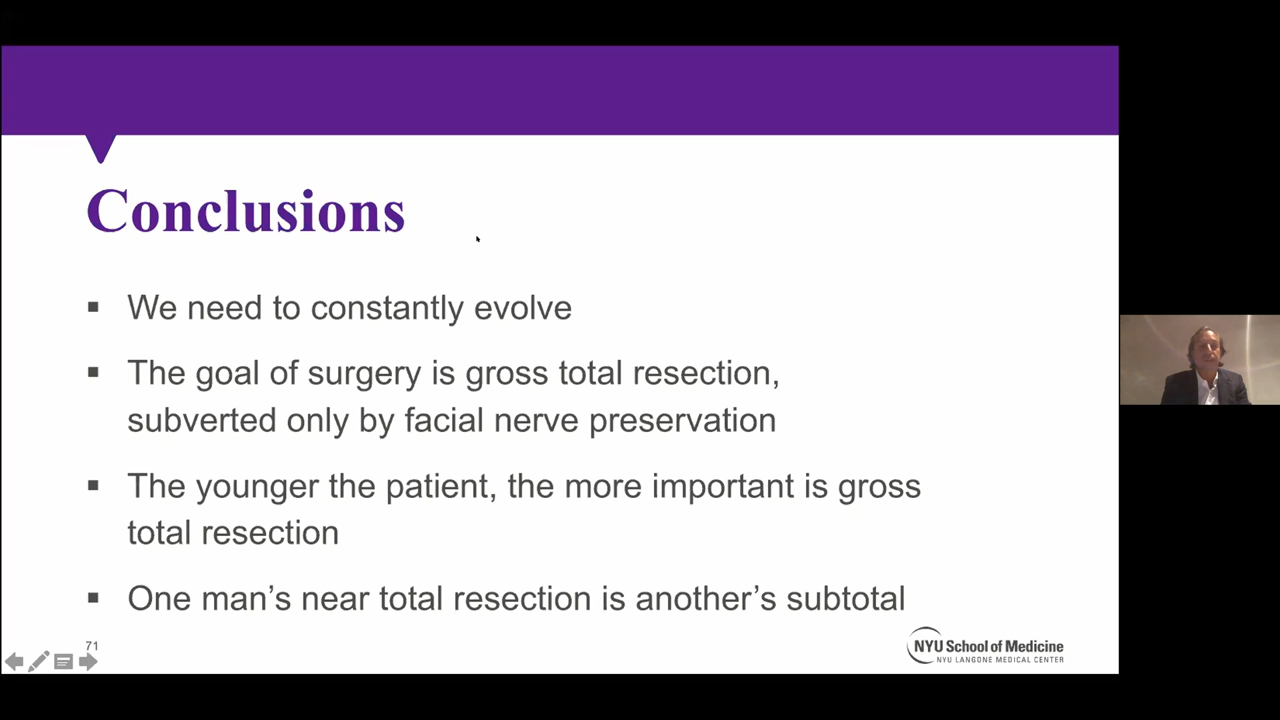 Conclusions
▪ We need to constantly evolve
▪ The goal of surgery is gross total resection,
subverted only by facial nerve preservation
▪ The younger the patient, the more important is gross
total resection
▪ One man’s near total resection is another’s subtotal
71
NYU School of Medicine
NYU LANGONE MEDICAL CENTER